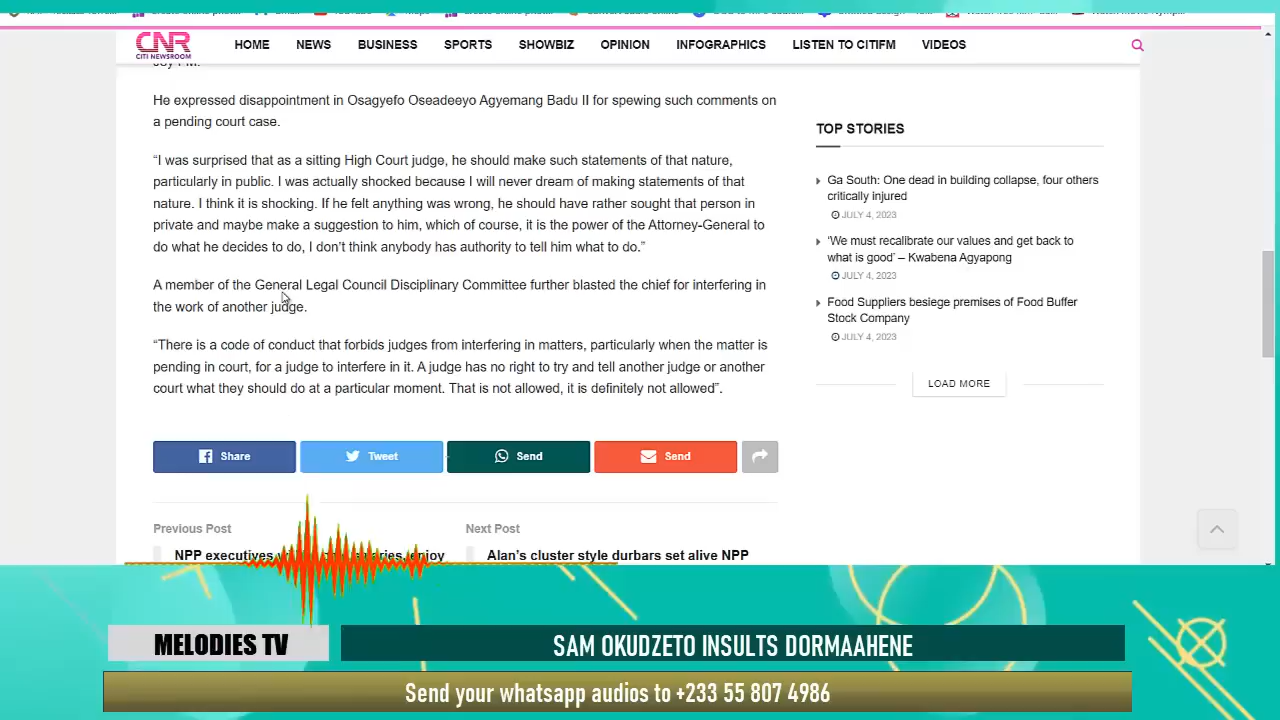 CNR
CITI NEWSROOM
HOME
NEWS
BUSINESS
SPORTS
SHOWBIZ
OPINION
INFOGRAPHICS
LISTEN TO CITIFM
VIDEOS
He expressed disappointment in Osagyefo Oseadeeyo Agyemang Badu II for spewing such comments on
a pending court case.
“I was surprised that as a sitting High Court judge, he should make such statements of that nature,
particularly in public. I was actually shocked because I will never dream of making statements of that
nature. I think it is shocking. If he felt anything was wrong, he should have rather sought that person in
private and maybe make a suggestion to him, which of course, it is the power of the Attorney-General to
do what he decides to do, I don’t think anybody has authority to tell him what to do.”
A member of the General Legal Council Disciplinary Committee further blasted the chief for interfering in
the work of another judge.
“There is a code of conduct that forbids judges from interfering in matters, particularly when the matter is
pending in court, for a judge to interfere in it. A judge has no right to try and tell another judge or another
court what they should do at a particular moment. That is not allowed, it is definitely not allowed”.
Share
Tweet
Send
Send
Previous Post
NPP executives enjoy
Next Post
Alan’s cluster style durbars set alive NPP
TOP STORIES
Ga South: One dead in building collapse, four others
critically injured
JULY 4, 2023
‘We must recalibrate our values and get back to
what is good’ – Kwabena Agyapong
JULY 4, 2023
Food Suppliers besiege premises of Food Buffer
Stock Company
JULY 4, 2023
LOAD MORE
MELODIES TV
SAM OKUDZETO INSULTS DORMAAHENE
Send your whatsapp audios to +233 55 807 4986